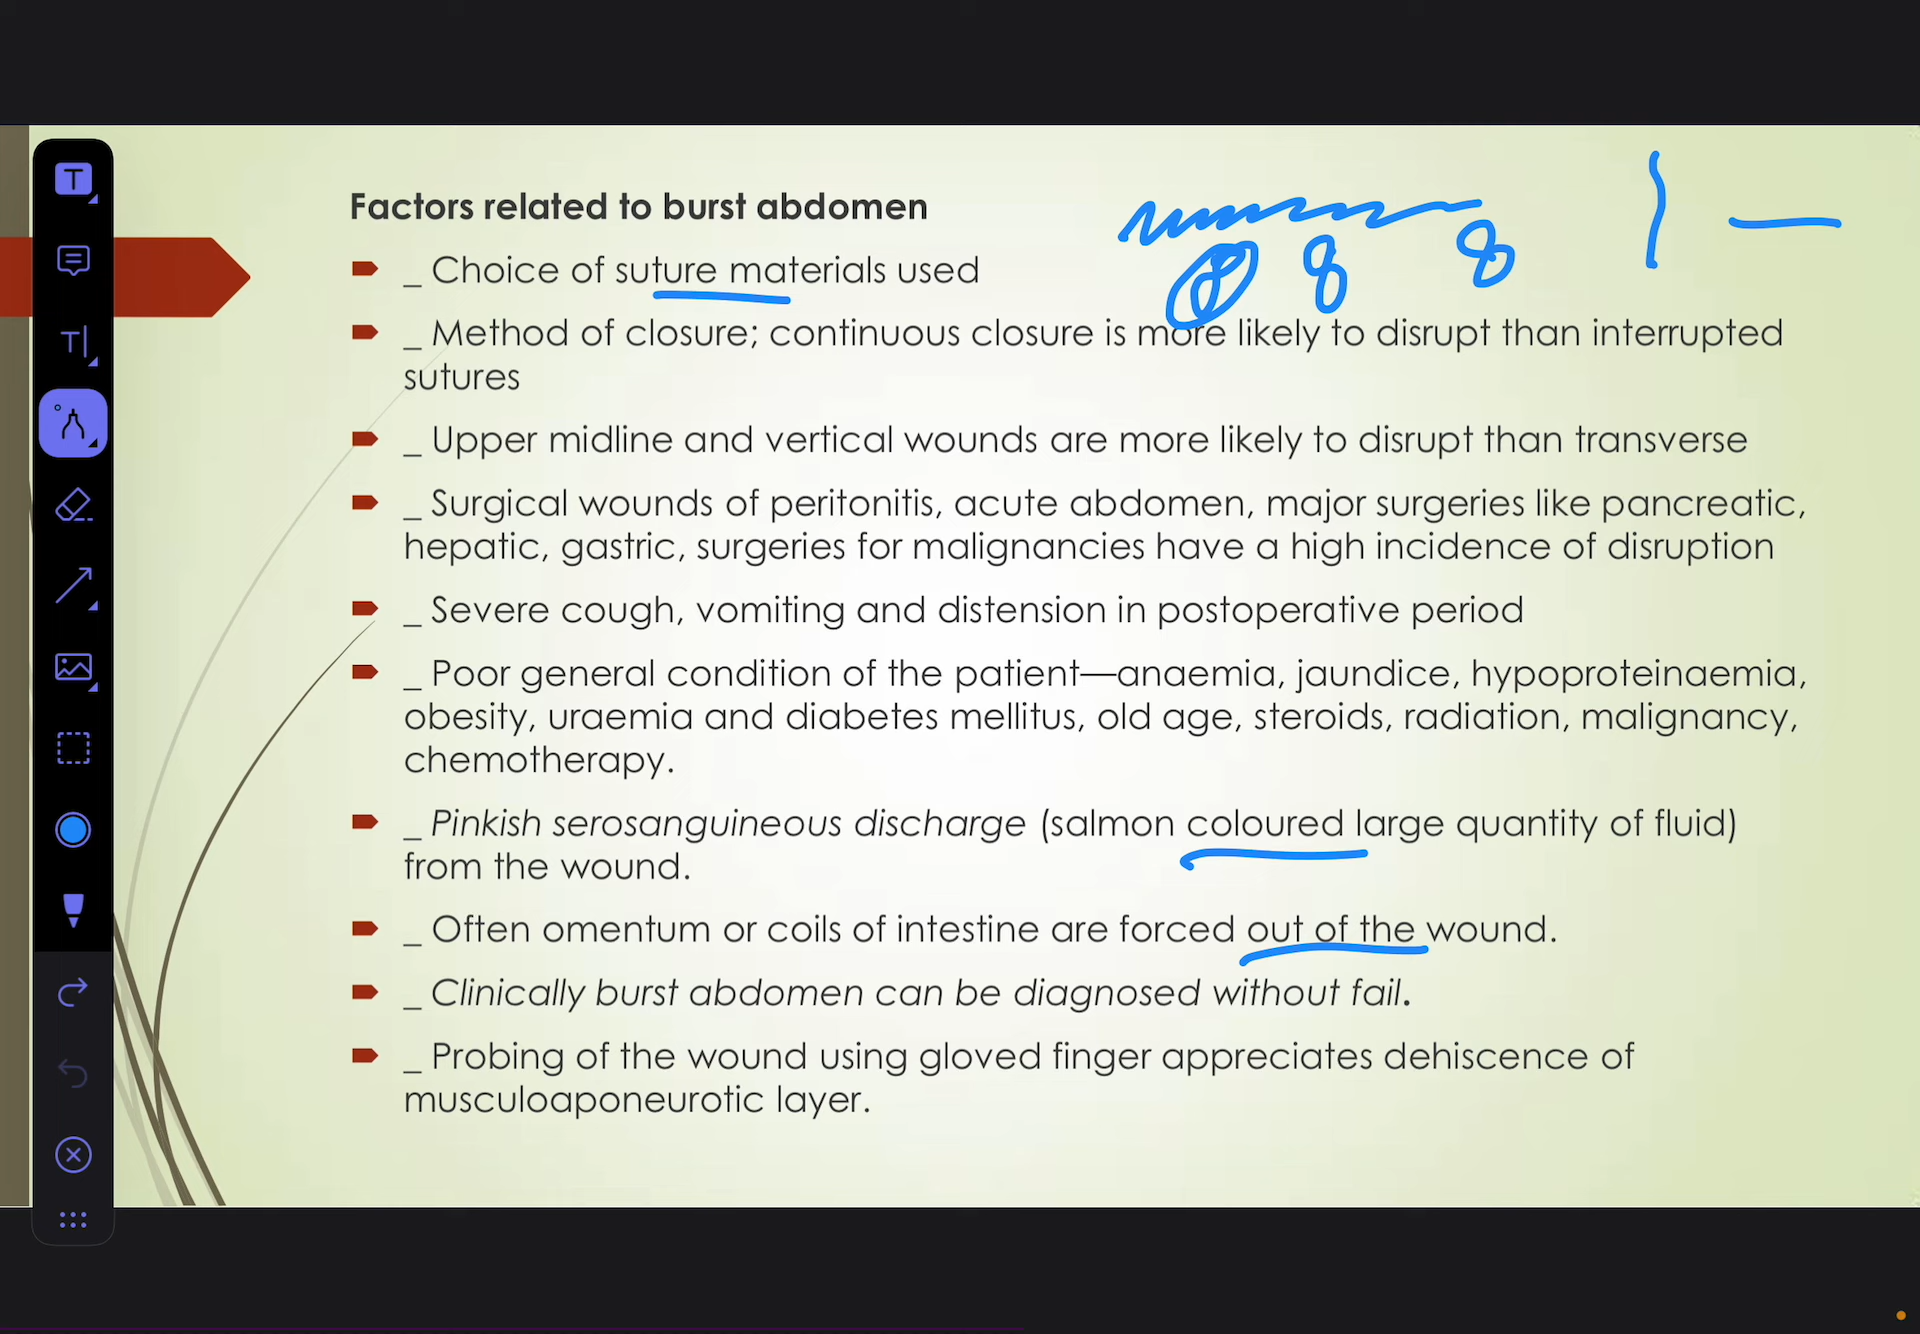 Factors related to burst abdomen
_ Choice of suture materials used
_ Method of closure; continuous closure is more likely to disrupt than interrupted
sutures
_ Upper midline and vertical wounds are more likely to disrupt than transverse
_ Surgical wounds of peritonitis, acute abdomen, major surgeries like pancreatic,
hepatic, gastric, surgeries for malignancies have a high incidence of disruption
_ Severe cough, vomiting and distension in postoperative period
_ Poor general condition of the patient—anaemia, jaundice, hypoproteinaemia,
obesity, uraemia and diabetes mellitus, old age, steroids, radiation, malignancy,
chemotherapy.
_ Pinkish serosanguineous discharge (salmon coloured large quantity of fluid)
from the wound.
_ Often omentum or coils of intestine are forced out of the wound.
_ Clinically burst abdomen can be diagnosed without fail.
_ Probing of the wound using gloved finger appreciates dehiscence of
musculoaponeurotic layer.